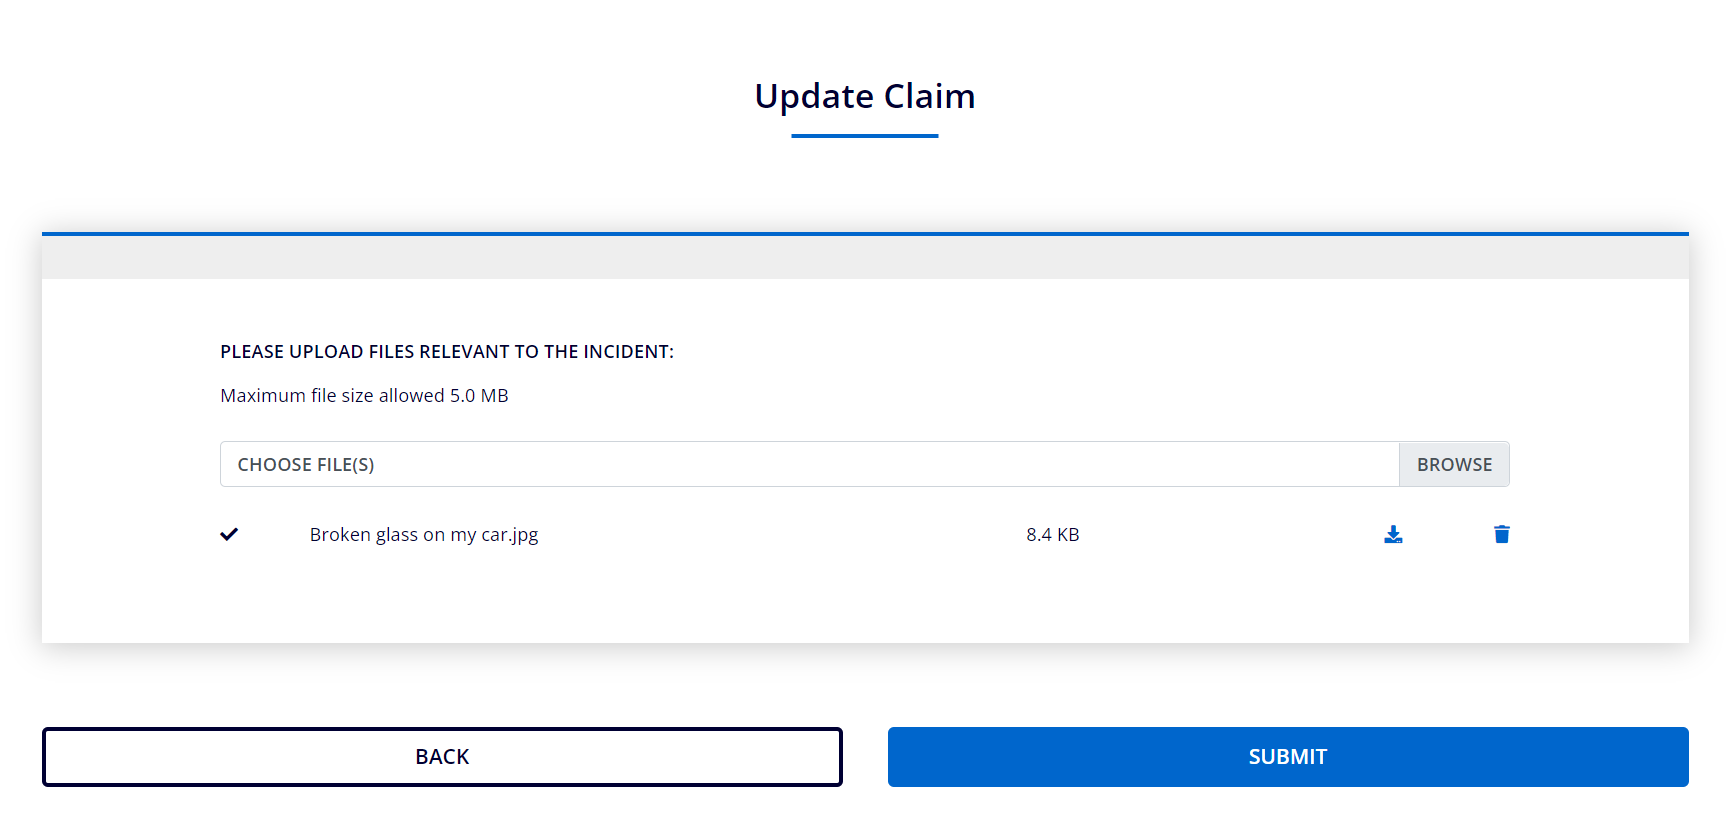 Update Claim
PLEASE UPLOAD FILES RELEVANT TO THE INCIDENT:
Maximum file size allowed 5.0 MB
CHOOSE FILE(S) BROWSE
Broken glass on my car.jpg 8.4 KB
BACK SUBMIT